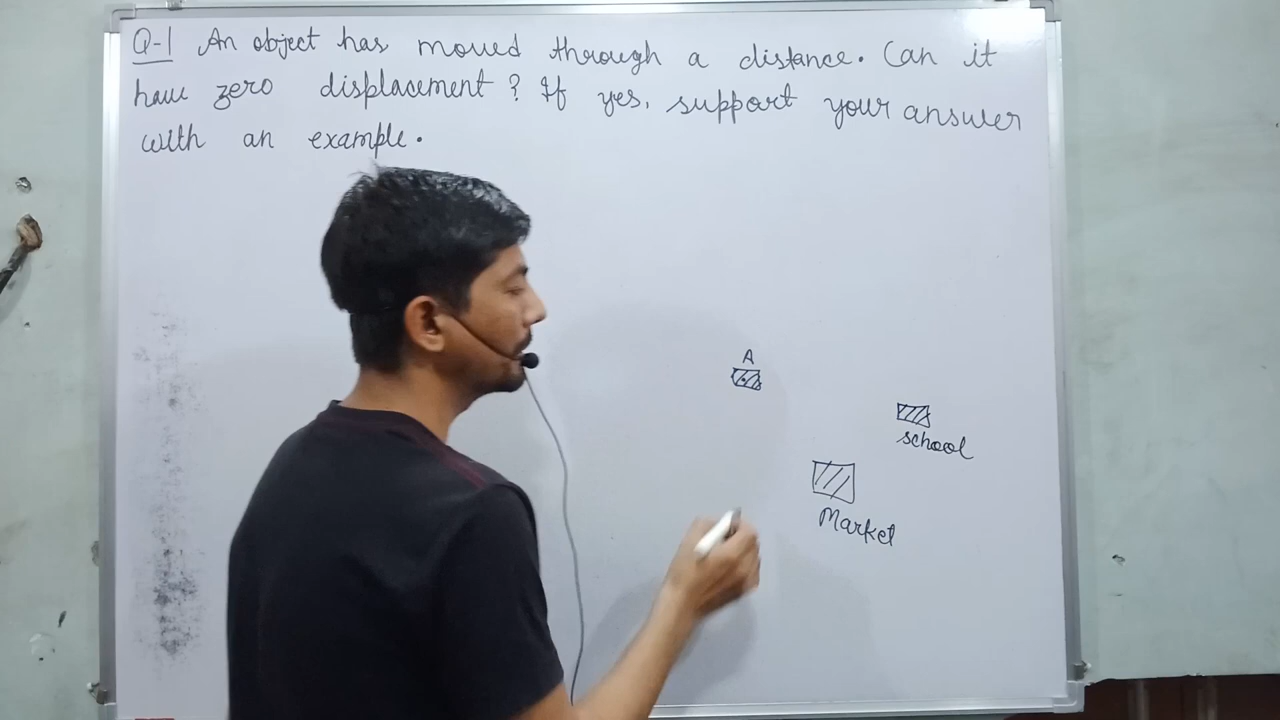 Q-1 An object has moved through a distance. Can it
have zero displacement? If yes, support your answer
with an example.
A
school
Market